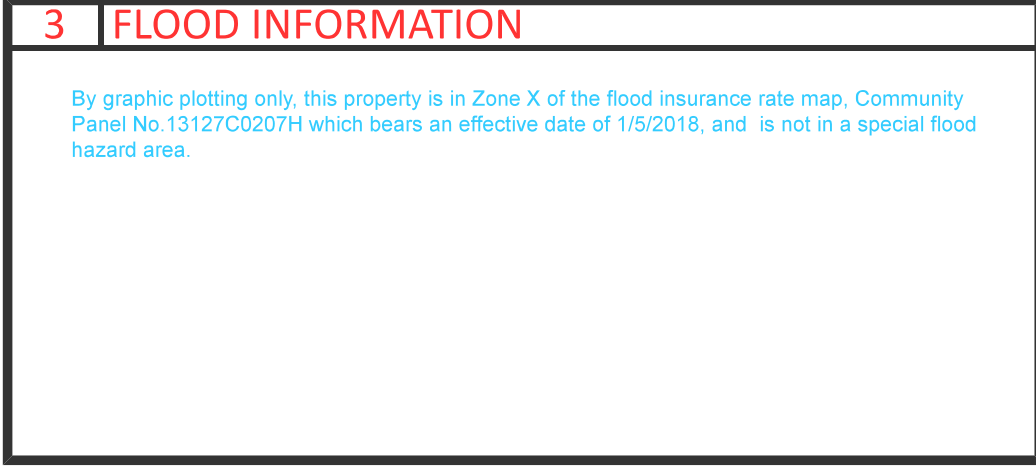 3 FLOOD INFORMATION
By graphic plotting only, this property is in Zone X of the flood insurance rate map, Community
Panel No.13127C0207H which bears an effective date of 1/5/2018, and  is not in a special flood
hazard area.